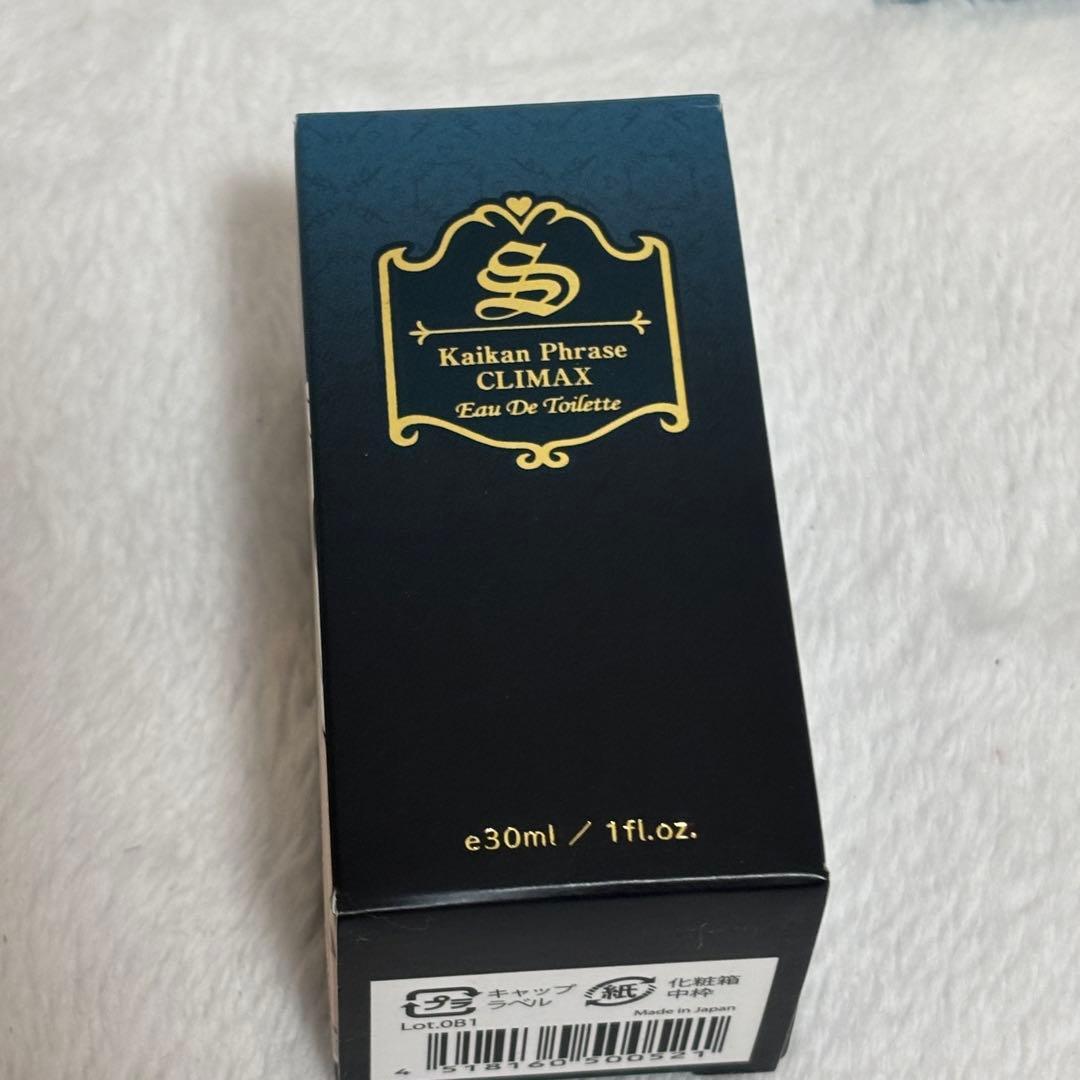 S
Kaikan Phrase
CLIMAX
Eau De Toilette
e30ml / 1fl.oz.
プラ キャップ ラベル
紙 化粧箱 中枠
Lot.0B1
Made in Japan
4 518160 500521